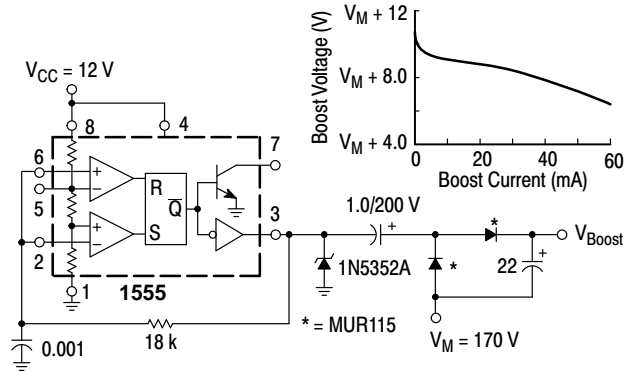 V_CC = 12 V
8
4
7
6
5
2
3
1
+
−
+
−
R
Q̅
S
1555
18 k
0.001
1.0/200 V
+
1N5352A
*
*
* = MUR115
V_Boost
+
22
V_M = 170 V
Boost Voltage (V)
V_M + 12
V_M + 8.0
V_M + 4.0
0
20
40
60
Boost Current (mA)